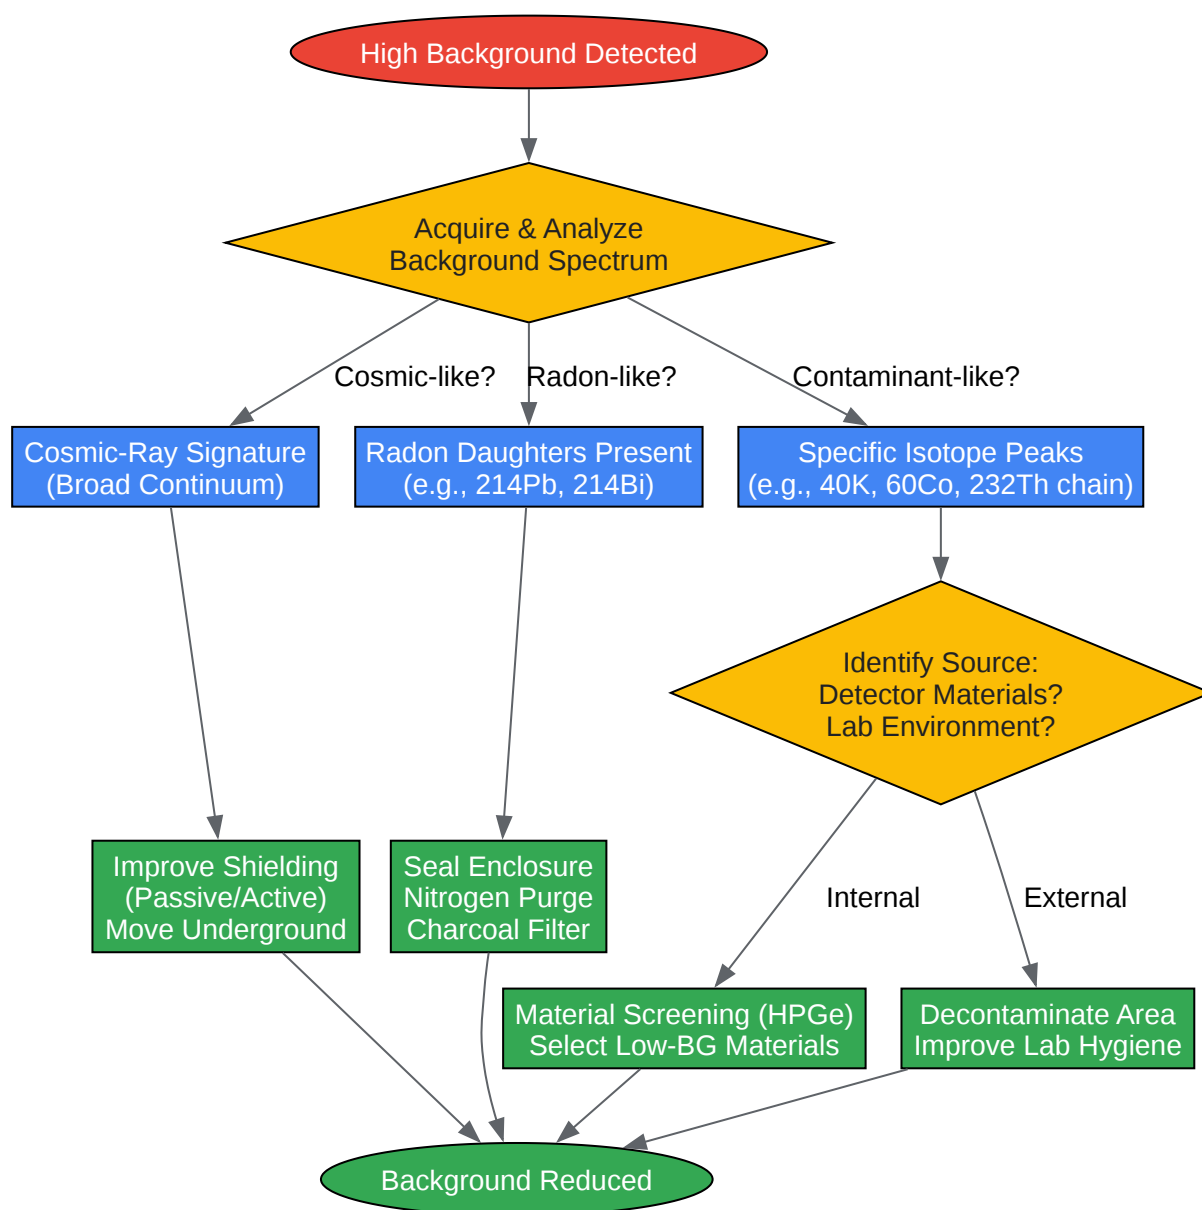 High Background Detected
Acquire & Analyze
Background Spectrum
Cosmic-like?
Radon-like?
Contaminant-like?
Cosmic-Ray Signature
(Broad Continuum)
Radon Daughters Present
(e.g., 214Pb, 214Bi)
Specific Isotope Peaks
(e.g., 40K, 60Co, 232Th chain)
Identify Source:
Detector Materials?
Lab Environment?
Improve Shielding
(Passive/Active)
Move Underground
Seal Enclosure
Nitrogen Purge
Charcoal Filter
Internal
External
Material Screening (HPGe)
Select Low-BG Materials
Decontaminate Area
Improve Lab Hygiene
Background Reduced